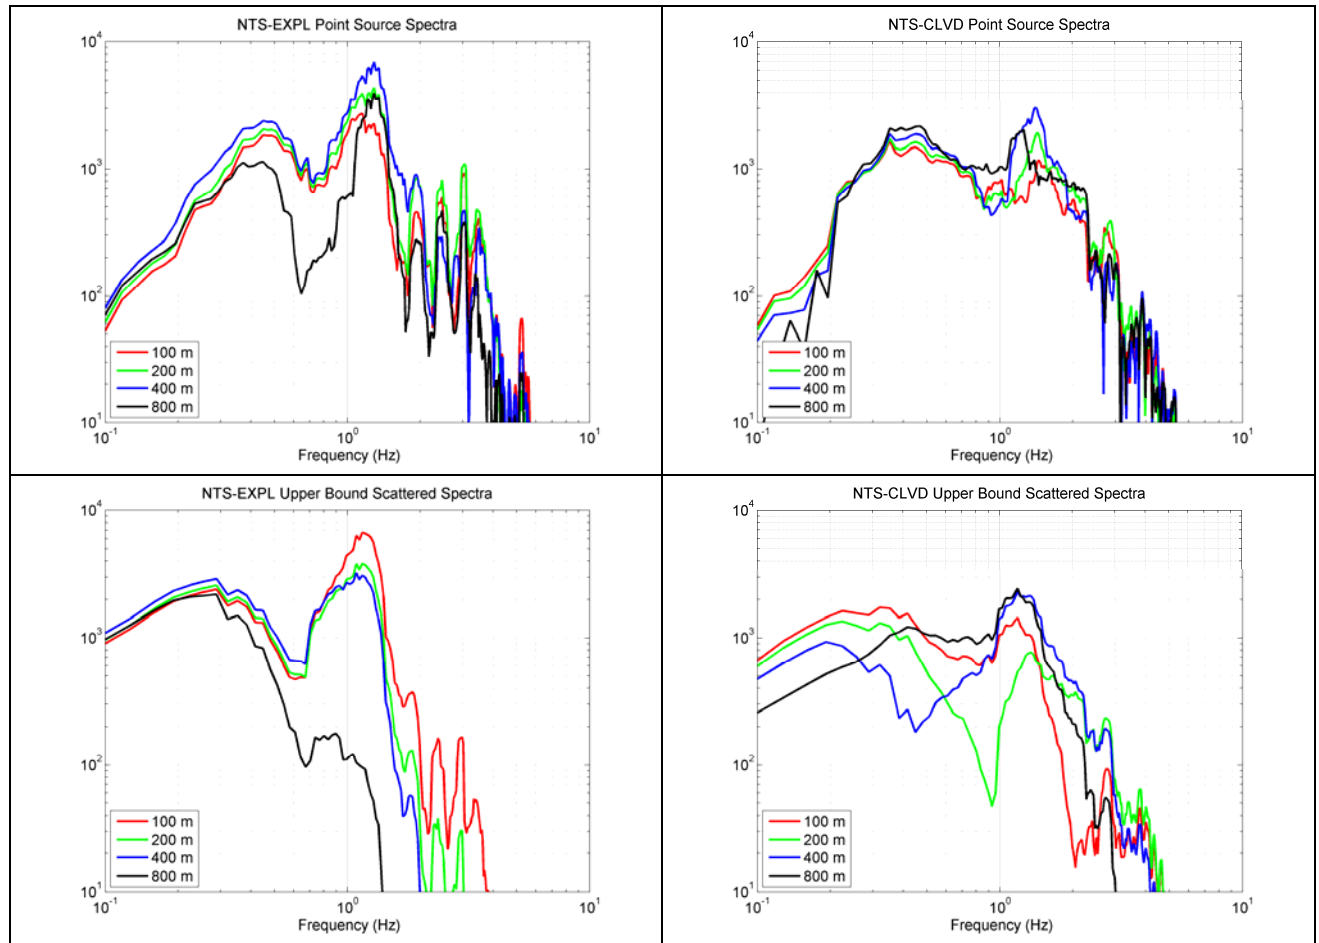 NTS-EXPL Point Source Spectra
10^4
10^3
10^2
10^1
100 m
200 m
400 m
800 m
10^-1
10^0
10^1
Frequency (Hz)
NTS-CLVD Point Source Spectra
10^4
10^3
10^2
10^1
100 m
200 m
400 m
800 m
10^-1
10^0
10^1
Frequency (Hz)
NTS-EXPL Upper Bound Scattered Spectra
10^4
10^3
10^2
10^1
100 m
200 m
400 m
800 m
10^-1
10^0
10^1
Frequency (Hz)
NTS-CLVD Upper Bound Scattered Spectra
10^4
10^3
10^2
10^1
100 m
200 m
400 m
800 m
10^-1
10^0
10^1
Frequency (Hz)